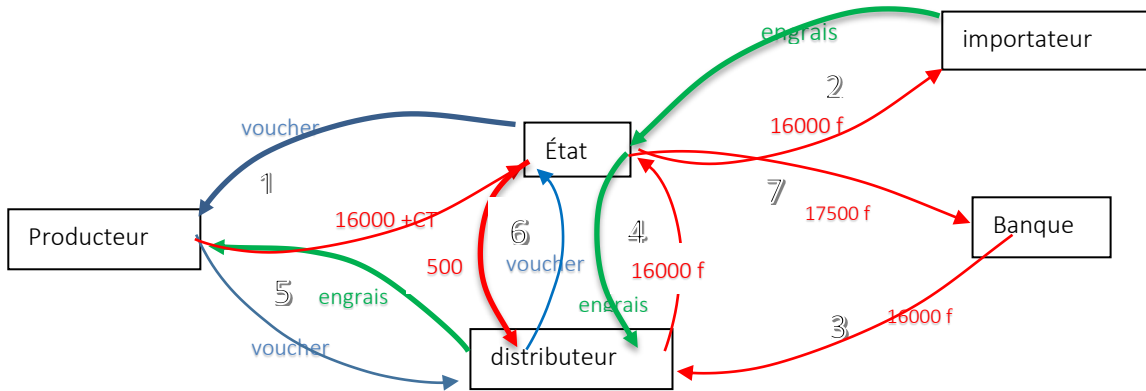 engrais
importateur
2
16000 f
voucher
État
1
7
17500 f
Producteur
16000 +CT
6
4
Banque
500
voucher
16000 f
5
engrais
engrais
3
16000 f
voucher
distributeur